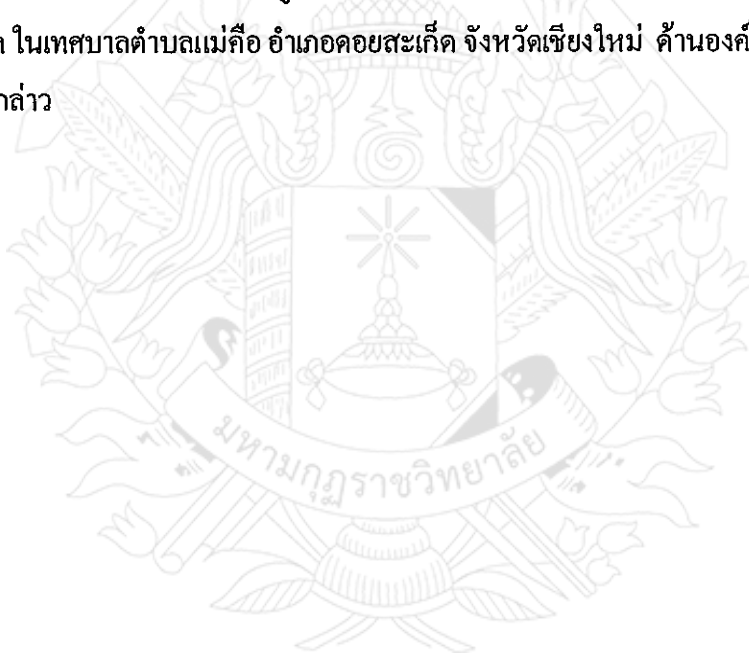 ในเทศบาลตำบลแม่คือ อำเภอดอยสะเก็ด จังหวัดเชียงใหม่ ด้านองค์
กล่าว
มหามกุฏราชวิทยาลัย